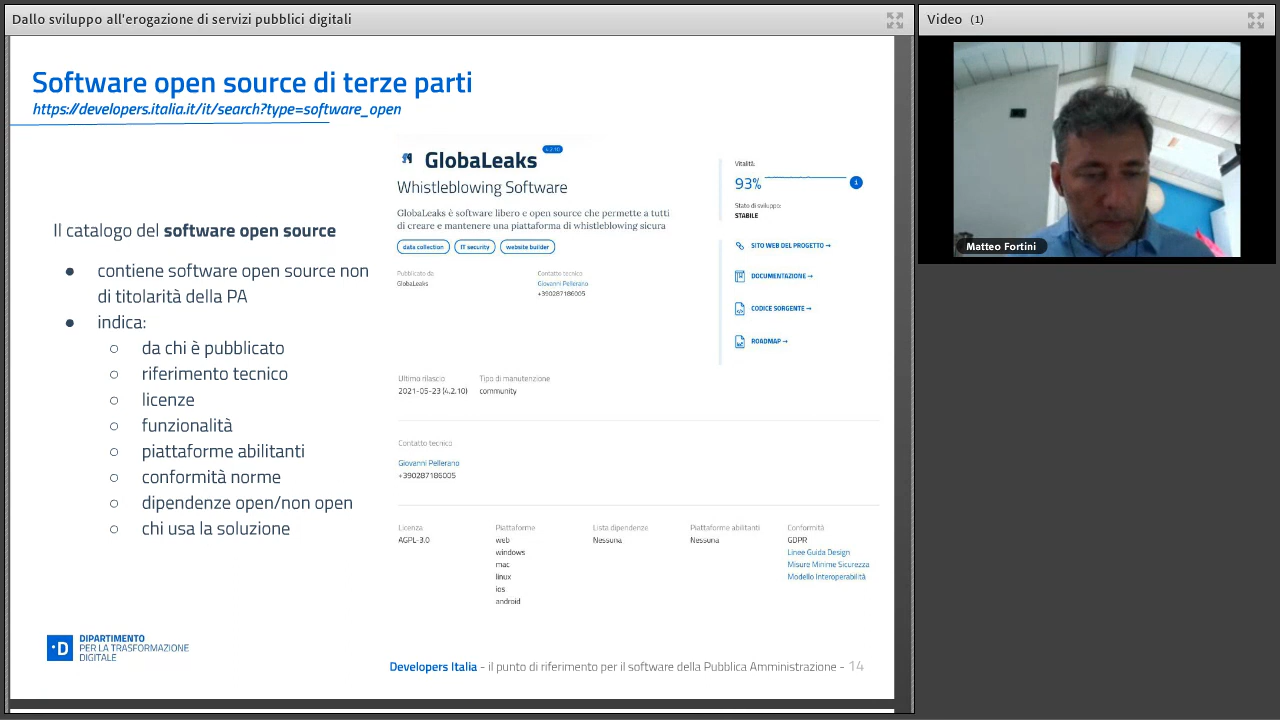 Dallo sviluppo all'erogazione di servizi pubblici digitali
Video (1)
Matteo Fortini
Software open source di terze parti
https://developers.italia.it/it/search?type=software_open
Il catalogo del software open source
● contiene software open source non
di titolarità della PA
● indica:
○ da chi è pubblicato
○ riferimento tecnico
○ licenze
○ funzionalità
○ piattaforme abilitanti
○ conformità norme
○ dipendenze open/non open
○ chi usa la soluzione
GlobaLeaks 4.2.10
Whistleblowing Software
GlobaLeaks è software libero e open source che permette a tutti
di creare e mantenere una piattaforma di whistleblowing sicura
data collection IT security website builder
Pubblicato da Contatto tecnico
GlobaLeaks Giovanni Pellerano
+390287186005
Vitalità:
93%
Stato di sviluppo:
STABILE
SITO WEB DEL PROGETTO →
DOCUMENTAZIONE →
CODICE SORGENTE →
ROADMAP →
Ultimo rilascio Tipo di manutenzione
2021-05-23 (4.2.10) community
Contatto tecnico
Giovanni Pellerano
+390287186005
Licenza Piattaforme Lista dipendenze Piattaforme abilitanti Conformità
AGPL-3.0 web Nessuna Nessuna GDPR
windows Linee Guida Design
mac Misure Minime Sicurezza
linux Modello Interoperabilità
ios
android
DIPARTIMENTO
PER LA TRASFORMAZIONE
DIGITALE
Developers Italia - il punto di riferimento per il software della Pubblica Amministrazione - 14